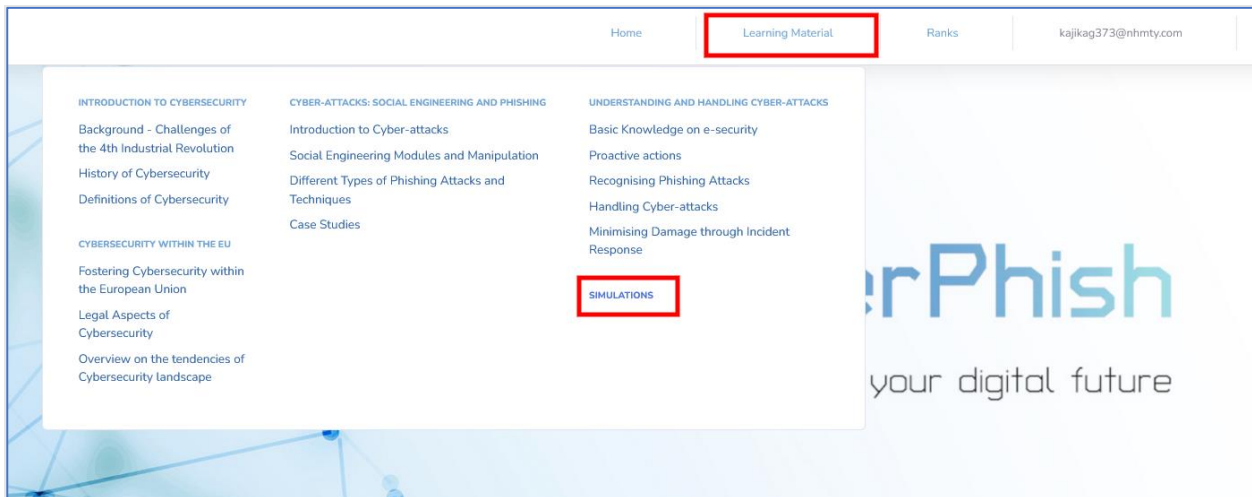 Home
Learning Material
Ranks
kajikag373@nhmty.com
INTRODUCTION TO CYBERSECURITY
Background - Challenges of
the 4th Industrial Revolution
History of Cybersecurity
Definitions of Cybersecurity
CYBERSECURITY WITHIN THE EU
Fostering Cybersecurity within
the European Union
Legal Aspects of
Cybersecurity
Overview on the tendencies of
Cybersecurity landscape
CYBER-ATTACKS: SOCIAL ENGINEERING AND PHISHING
Introduction to Cyber-attacks
Social Engineering Modules and Manipulation
Different Types of Phishing Attacks and
Techniques
Case Studies
UNDERSTANDING AND HANDLING CYBER-ATTACKS
Basic Knowledge on e-security
Proactive actions
Recognising Phishing Attacks
Handling Cyber-attacks
Minimising Damage through Incident
Response
SIMULATIONS
erPhish
your digital future